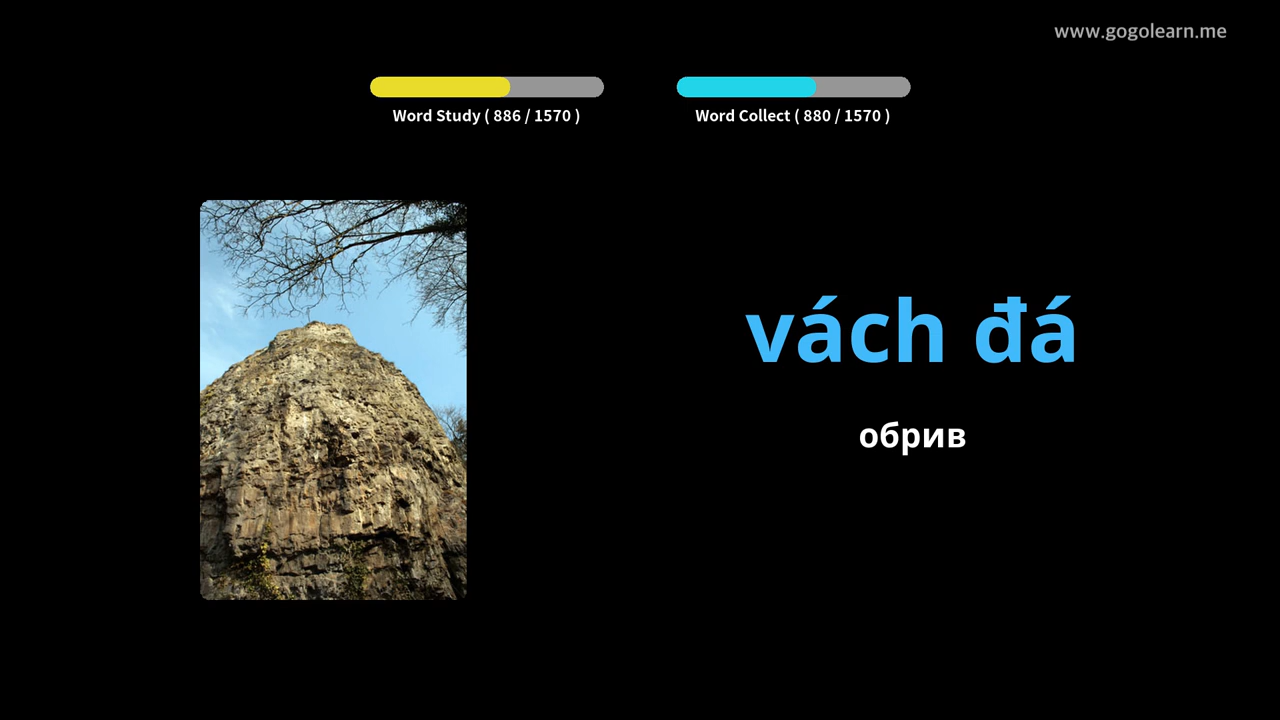 www.gogolearn.me
Word Study ( 886 / 1570 )
Word Collect ( 880 / 1570 )
vách đá
обрив